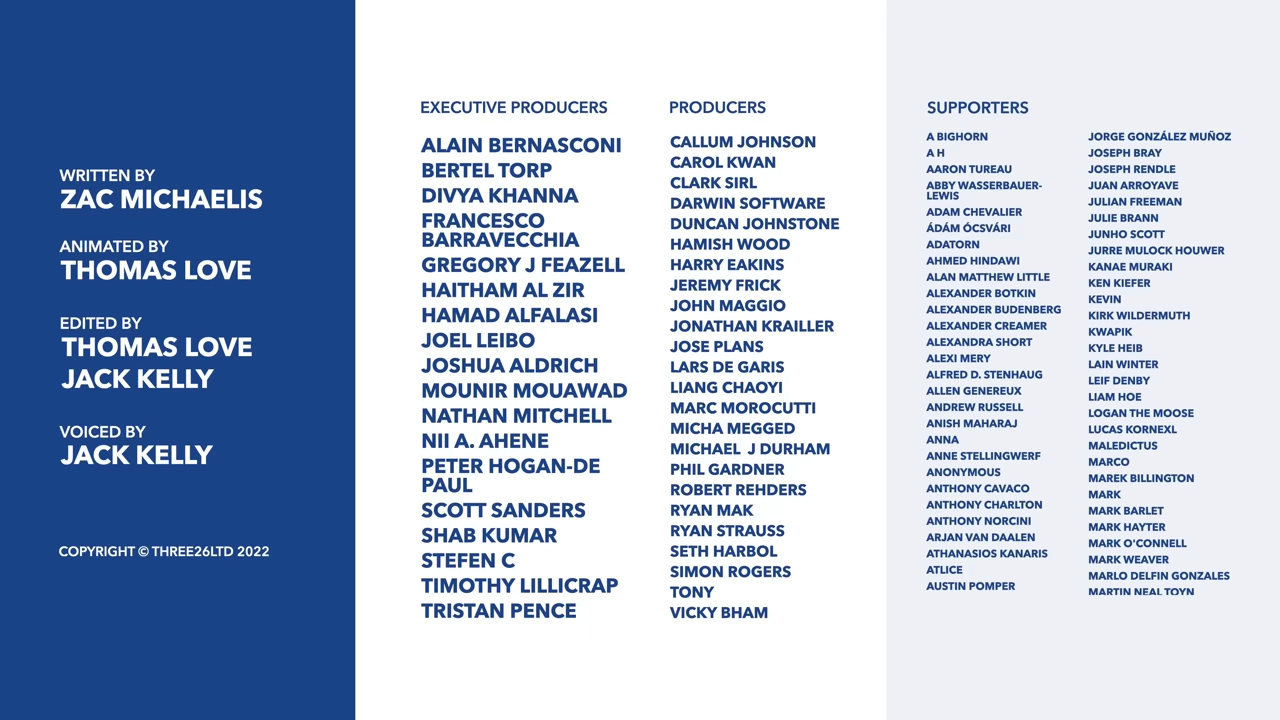 WRITTEN BY
ZAC MICHAELIS
ANIMATED BY
THOMAS LOVE
EDITED BY
THOMAS LOVE
JACK KELLY
VOICED BY
JACK KELLY
COPYRIGHT © THREE26LTD 2022
EXECUTIVE PRODUCERS
ALAIN BERNASCONI
BERTEL TORP
DIVYA KHANNA
FRANCESCO
BARRAVECCHIA
GREGORY J FEAZELL
HAITHAM AL ZIR
HAMAD ALFALASI
JOEL LEIBO
JOSHUA ALDRICH
MOUNIR MOUAWAD
NATHAN MITCHELL
NII A. AHENE
PETER HOGAN-DE
PAUL
SCOTT SANDERS
SHAB KUMAR
STEFEN C
TIMOTHY LILLICRAP
TRISTAN PENCE
PRODUCERS
CALLUM JOHNSON
CAROL KWAN
CLARK SIRL
DARWIN SOFTWARE
DUNCAN JOHNSTONE
HAMISH WOOD
HARRY EAKINS
JEREMY FRICK
JOHN MAGGIO
JONATHAN KRAILLER
JOSE PLANS
LARS DE GARIS
LIANG CHAOYI
MARC MOROCUTTI
MICHA MEGGED
MICHAEL  J DURHAM
PHIL GARDNER
ROBERT REHDERS
RYAN MAK
RYAN STRAUSS
SETH HARBOL
SIMON ROGERS
TONY
VICKY BHAM
SUPPORTERS
A BIGHORN
A H
AARON TUREAU
ABBY WASSERBAUER-
LEWIS
ADAM CHEVALIER
ÁDÁM ÓCSVÁRI
ADATORN
AHMED HINDAWI
ALAN MATTHEW LITTLE
ALEXANDER BOTKIN
ALEXANDER BUDENBERG
ALEXANDER CREAMER
ALEXANDRA SHORT
ALEXI MERY
ALFRED D. STENHAUG
ALLEN GENEREUX
ANDREW RUSSELL
ANISH MAHARAJ
ANNA
ANNE STELLINGWERF
ANONYMOUS
ANTHONY CAVACO
ANTHONY CHARLTON
ANTHONY NORCINI
ARJAN VAN DAALEN
ATHANASIOS KANARIS
ATLICE
AUSTIN POMPER
JORGE GONZÁLEZ MUÑOZ
JOSEPH BRAY
JOSEPH RENDLE
JUAN ARROYAVE
JULIAN FREEMAN
JULIE BRANN
JUNHO SCOTT
JURRE MULOCK HOUWER
KANAE MURAKI
KEN KIEFER
KEVIN
KIRK WILDERMUTH
KWAPIK
KYLE HEIB
LAIN WINTER
LEIF DENBY
LIAM HOE
LOGAN THE MOOSE
LUCAS KORNEXL
MALEDICTUS
MARCO
MAREK BILLINGTON
MARK
MARK BARLET
MARK HAYTER
MARK O'CONNELL
MARK WEAVER
MARLO DELFIN GONZALES
MARTIN NEAL TOYN